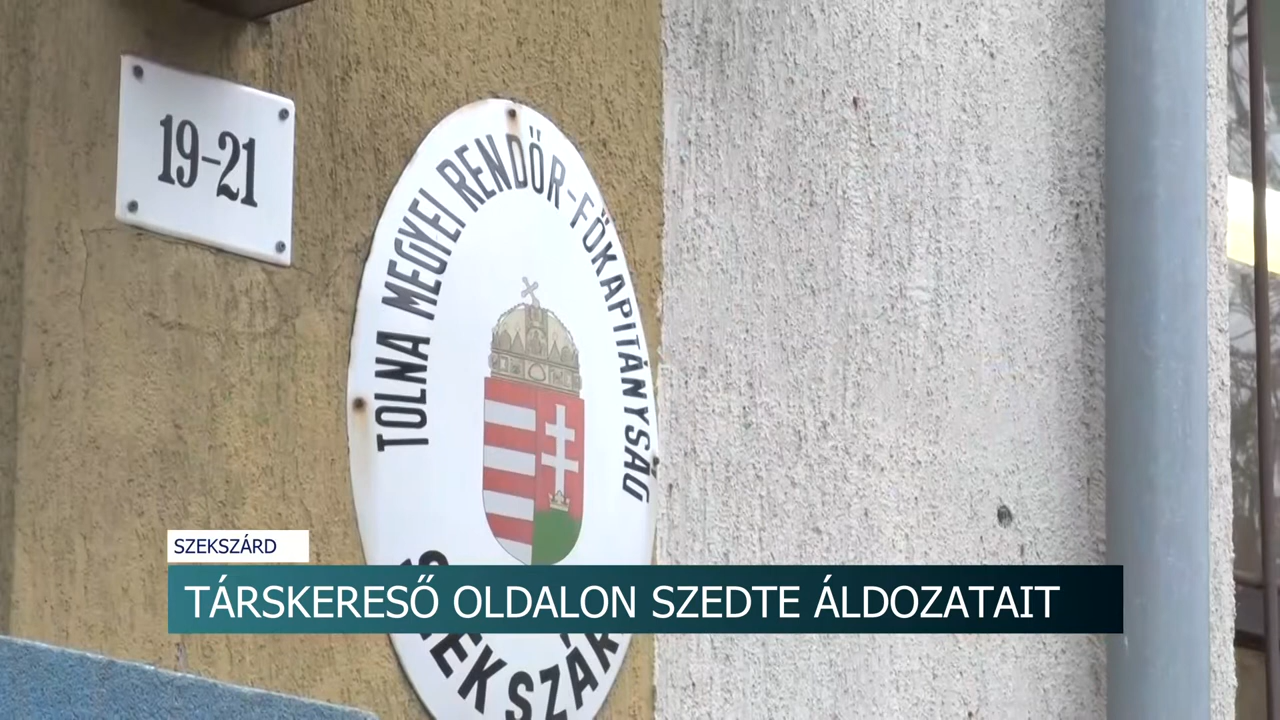 19-21
TOLNA MEGYEI RENDŐR-FŐKAPITÁNYSÁG
SZEKSZÁRD
TÁRSKERESŐ OLDALON SZEDTE ÁLDOZATAIT